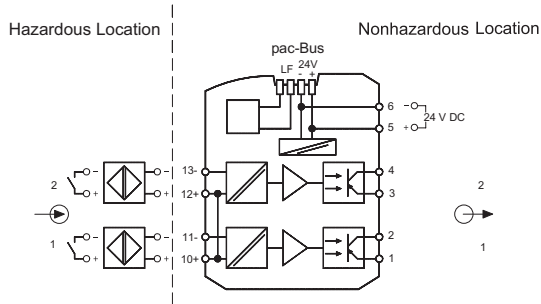 Hazardous Location
Nonhazardous Location
pac-Bus
LF 24V
- +
6 -
24 V DC
5 +
2 - + - + 13- 12+ 4 3 2
1 - + - + 11- 10+ 2 1 1